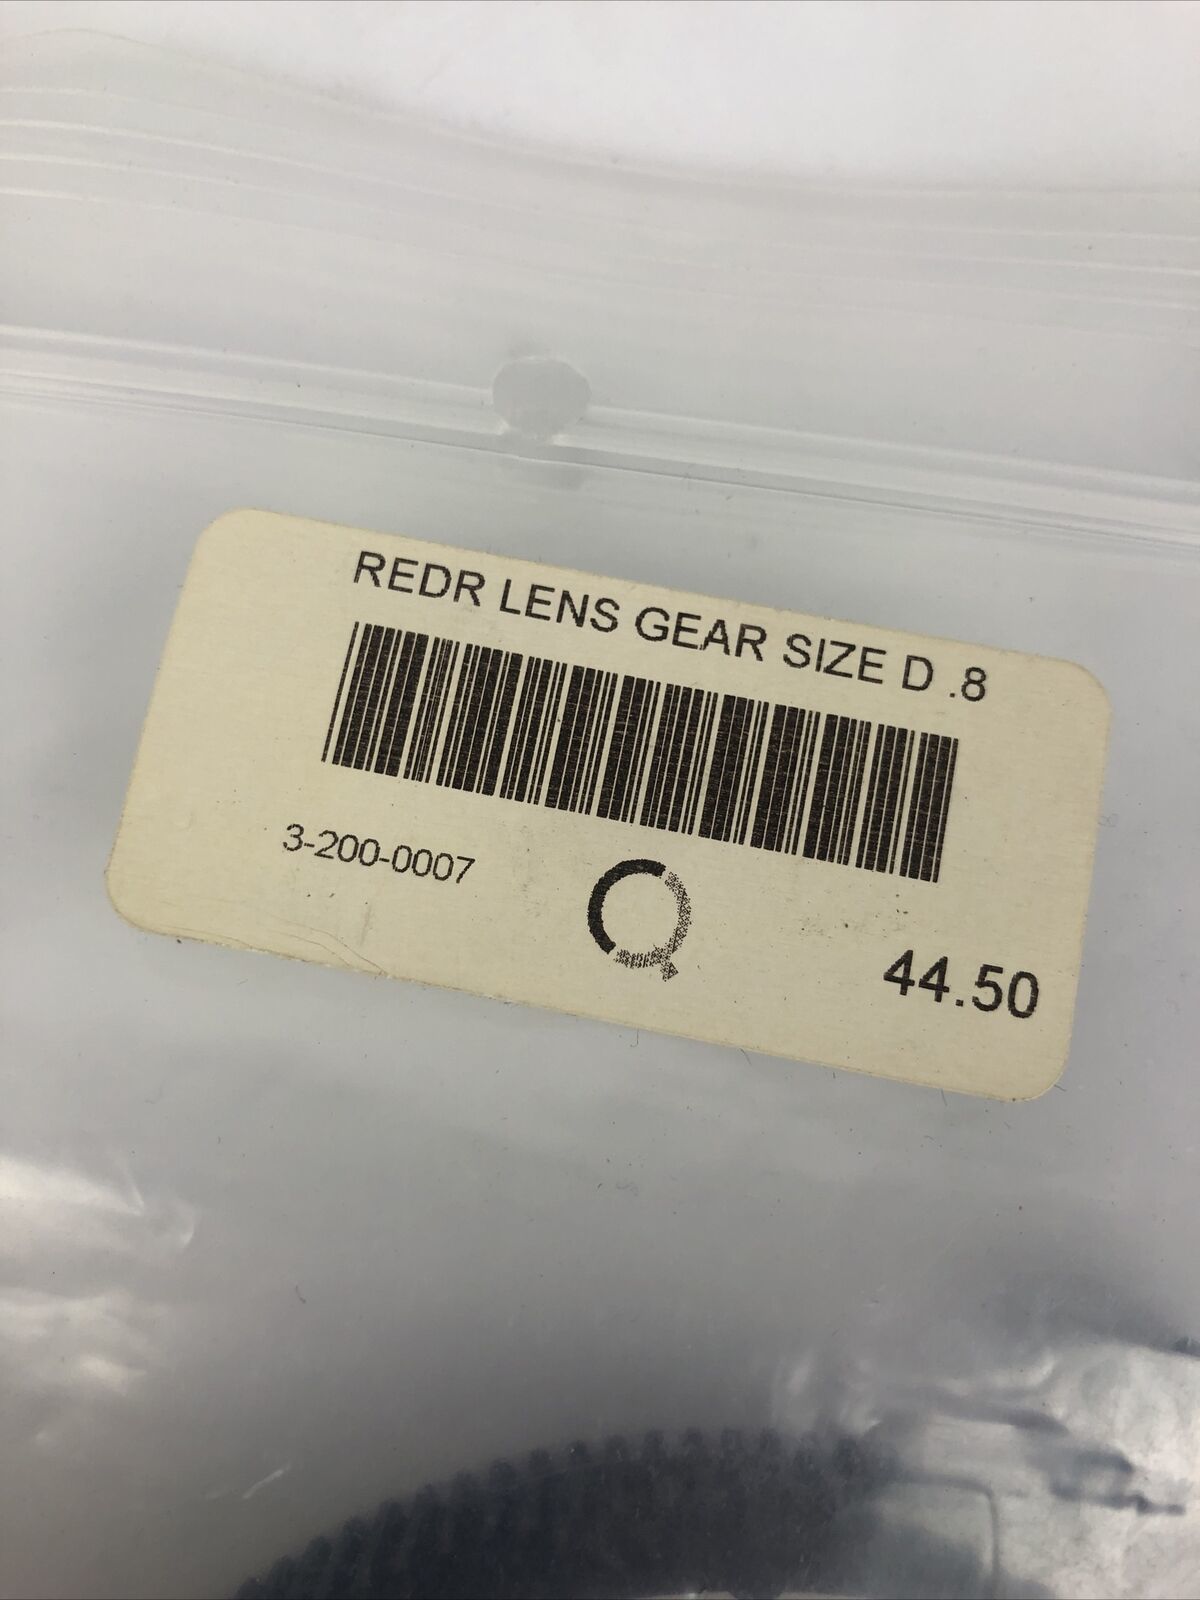 REDR LENS GEAR SIZE D .8
3-200-0007
44.50